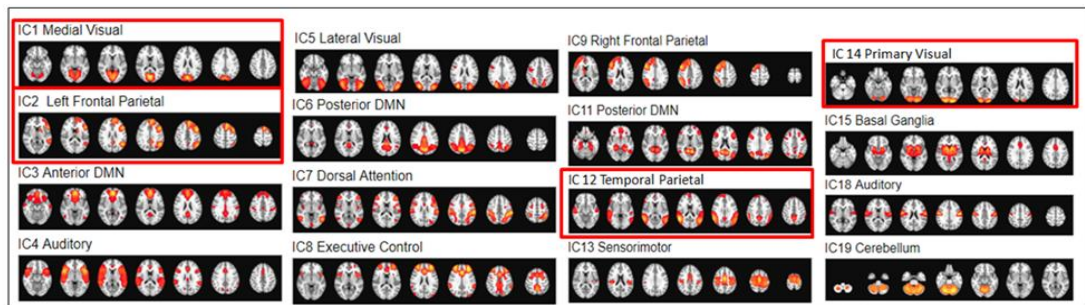 IC1 Medial Visual
IC2 Left Frontal Parietal
IC3 Anterior DMN
IC4 Auditory
IC5 Lateral Visual
IC6 Posterior DMN
IC7 Dorsal Attention
IC8 Executive Control
IC9 Right Frontal Parietal
IC11 Posterior DMN
IC 12 Temporal Parietal
IC13 Sensorimotor
IC 14 Primary Visual
IC15 Basal Ganglia
IC18 Auditory
IC19 Cerebellum